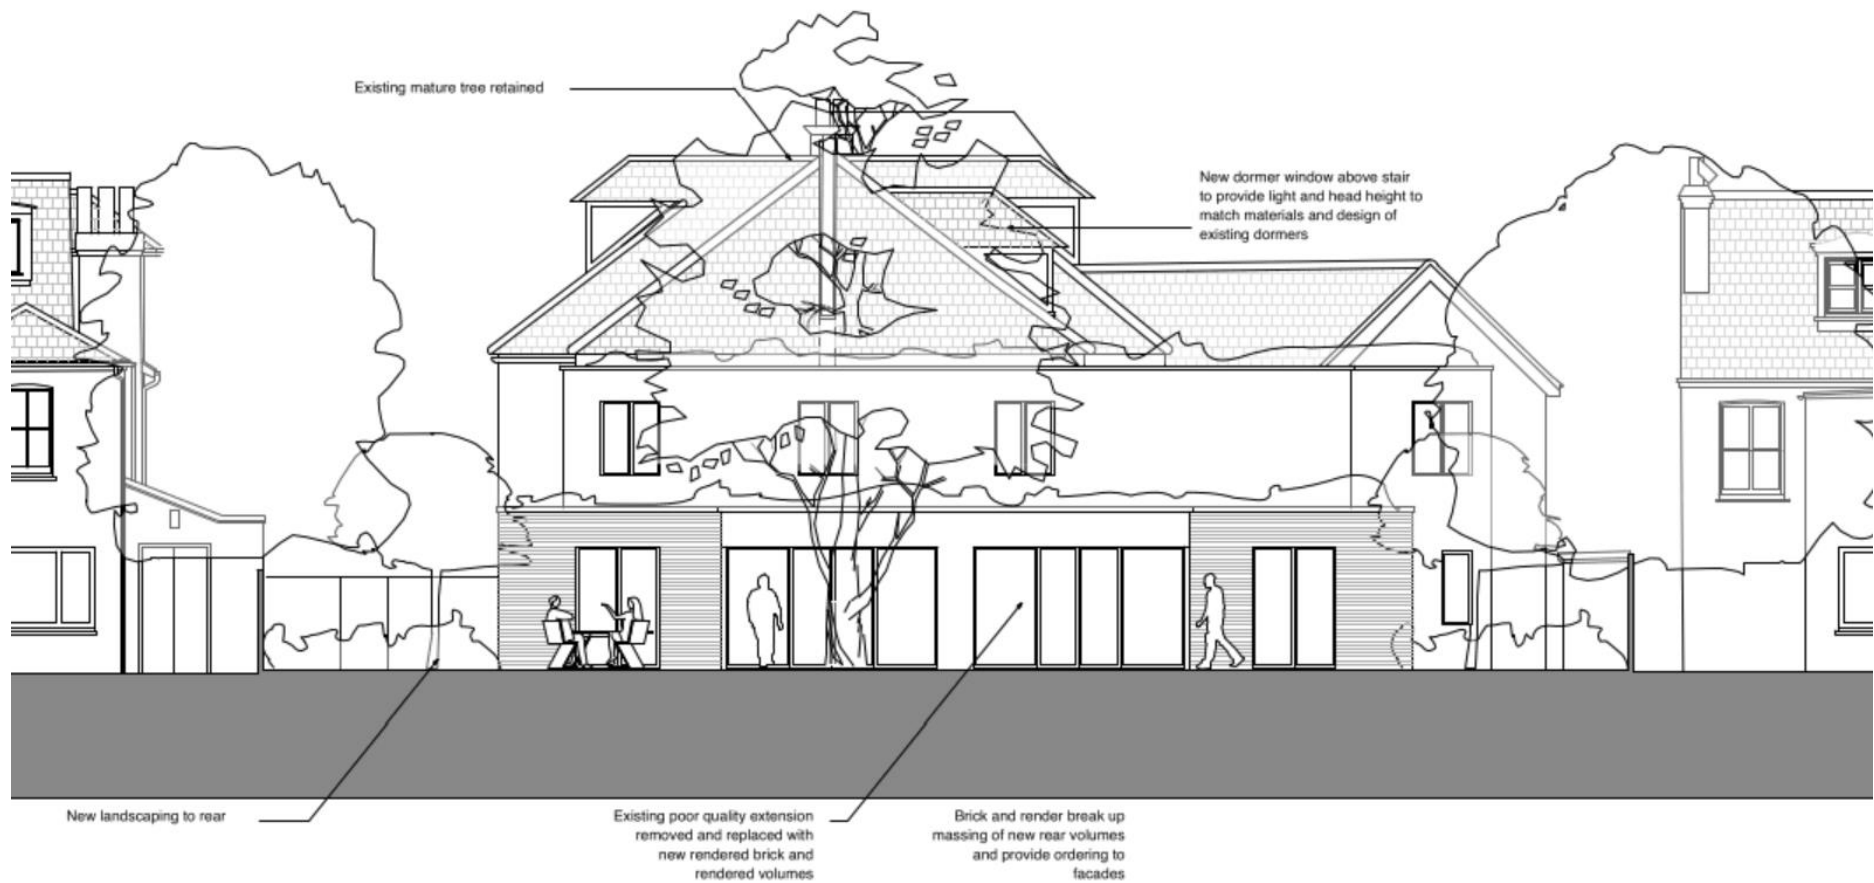 Existing mature tree retained
New dormer window above stair
to provide light and head height to
match materials and design of
existing dormers
New landscaping to rear
Existing poor quality extension
removed and replaced with
new rendered brick and
rendered volumes
Brick and render break up
massing of new rear volumes
and provide ordering to
facades